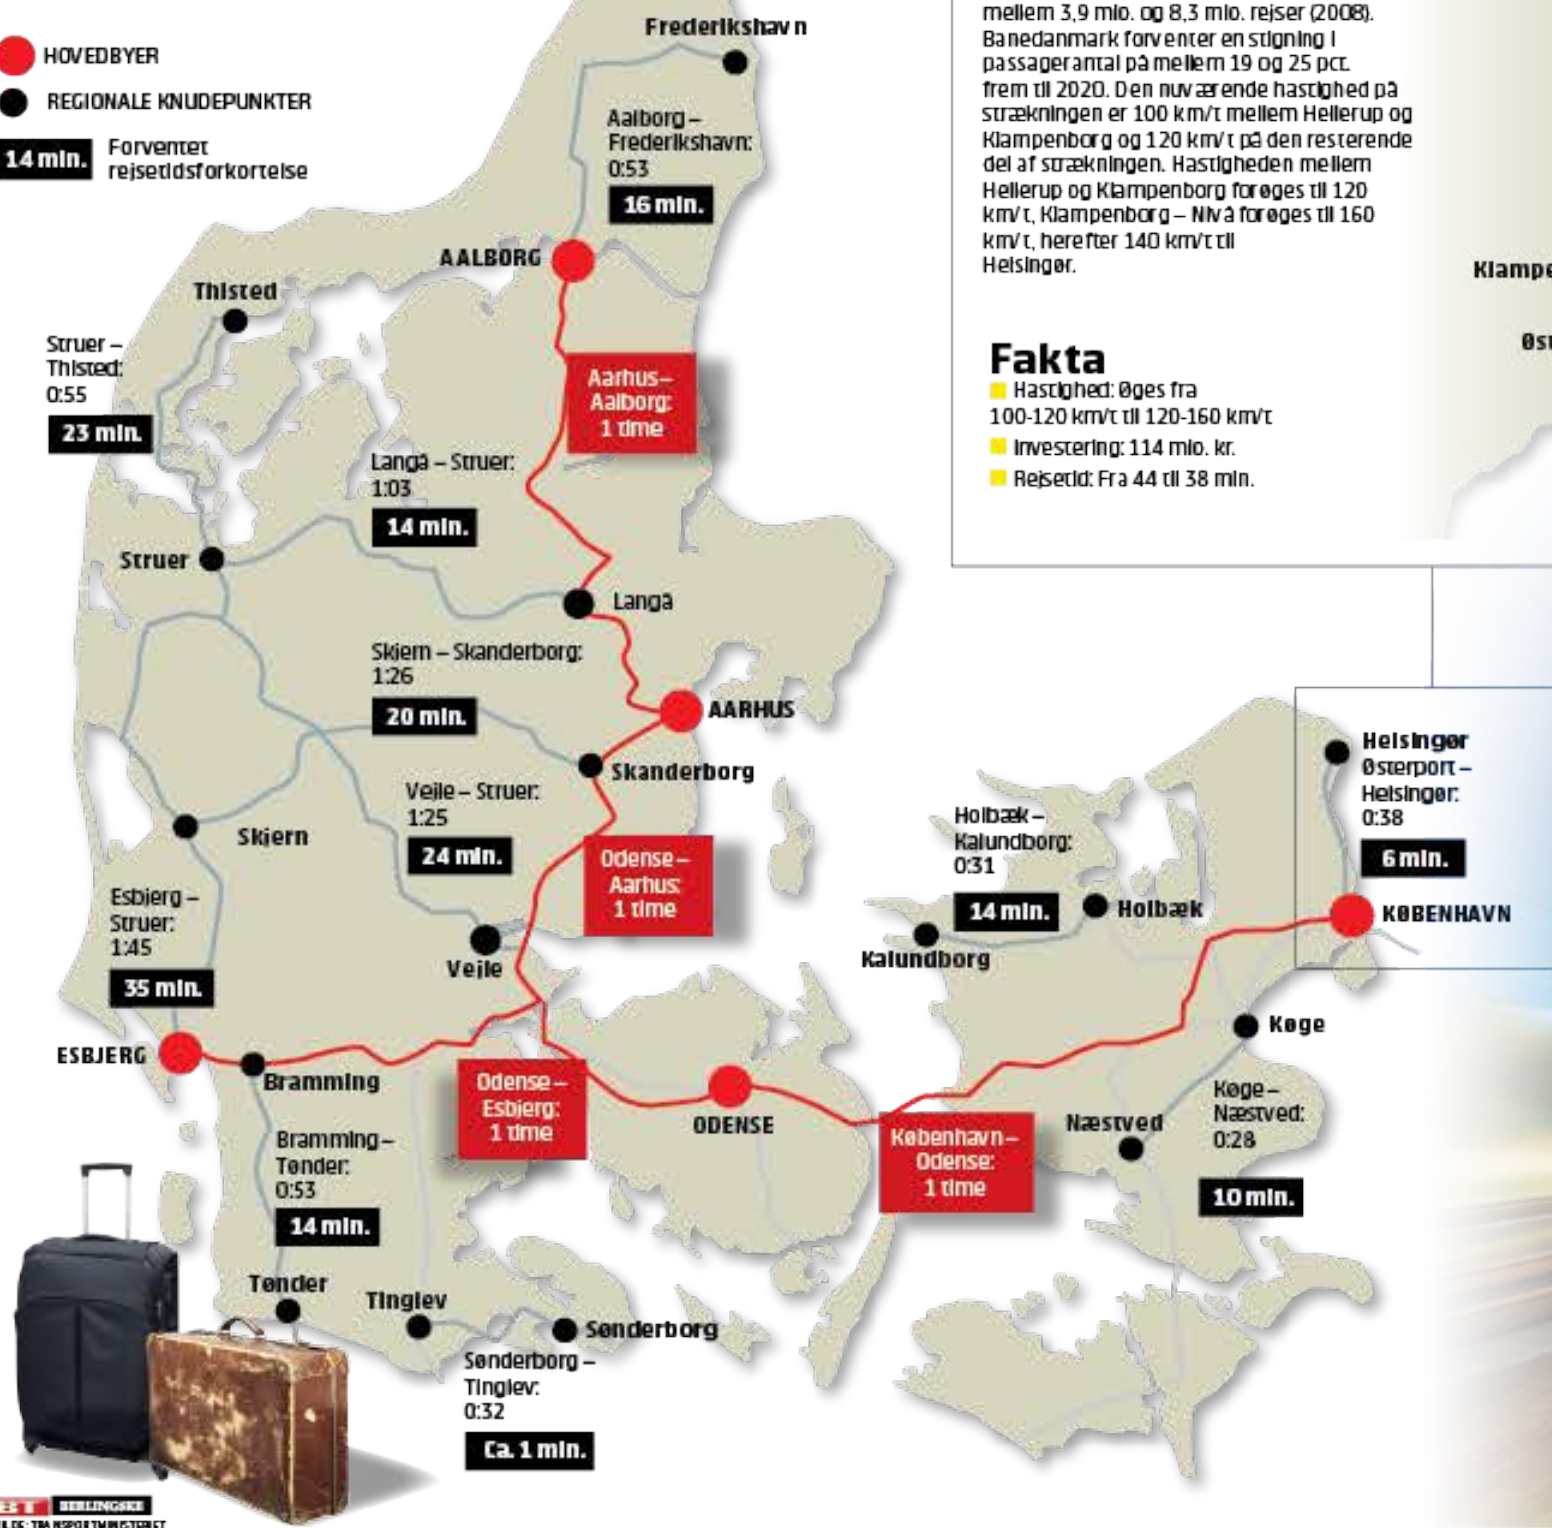 HOVEDBYER
REGIONALE KNUDEPUNKTER
14 min.
Forventet
rejsetidsforkortelse
Frederikshavn
Aalborg –
Frederikshavn:
0:53
16 min.
AALBORG
Thisted
Struer –
Thisted:
0:55
23 min.
Aarhus–
Aalborg:
1 time
Langå – Struer:
1:03
14 min.
Struer
Langå
Skjern – Skanderborg:
1:26
20 min.
AARHUS
Skanderborg
Vejle – Struer:
1:25
24 min.
Skjern
Odense –
Aarhus:
1 time
Esbjerg –
Struer:
1:45
35 min.
Vejle
ESBJERG
Bramming
Odense –
Esbjerg:
1 time
ODENSE
Bramming –
Tønder:
0:53
14 min.
Tønder
Tinglev
Sønderborg
Sønderborg –
Tinglev:
0:32
Ca. 1 min.
København–
Odense:
1 time
Holbæk –
Kalundborg:
0:31
14 min.
Holbæk
Kalundborg
Helsingør
Østerport –
Helsingør:
0:38
6 min.
KØBENHAVN
Køge
Køge –
Næstved:
0:28
10 min.
Næstved
mellem 3,9 mio. og 8,3 mio. rejser (2008).
Banedanmark forventer en stigning i
passagerantal på mellem 19 og 25 pct.
frem til 2020. Den nuværende hastighed på
strækningen er 100 km/t mellem Hellerup og
Klampenborg og 120 km/t på den resterende
del af strækningen. Hastigheden mellem
Hellerup og Klampenborg forøges til 120
km/t, Klampenborg – Nivå forøges til 160
km/t, herefter 140 km/t til
Helsingør.
Fakta
Hastighed: Øges fra
100-120 km/t til 120-160 km/t
Investering: 114 mio. kr.
Rejsetid: Fra 44 til 38 min.
Klampe
Øst
BT BERLINGSKE
TRANSPORTMINISTERIET